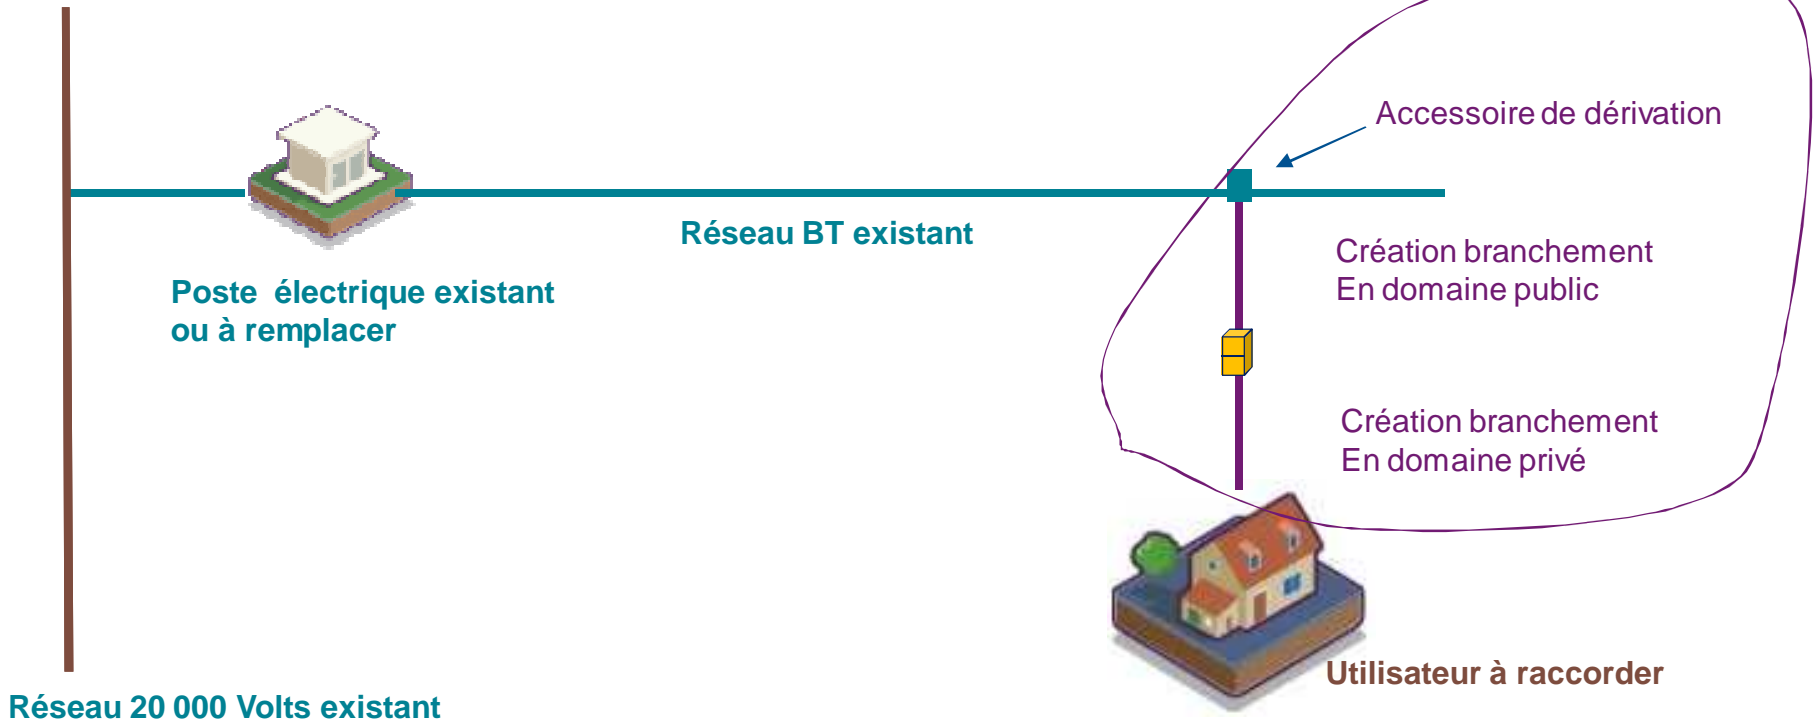 Accessoire de dérivation
Réseau BT existant
Création branchement
En domaine public
Poste électrique existant
ou à remplacer
Création branchement
En domaine privé
Utilisateur à raccorder
Réseau 20 000 Volts existant